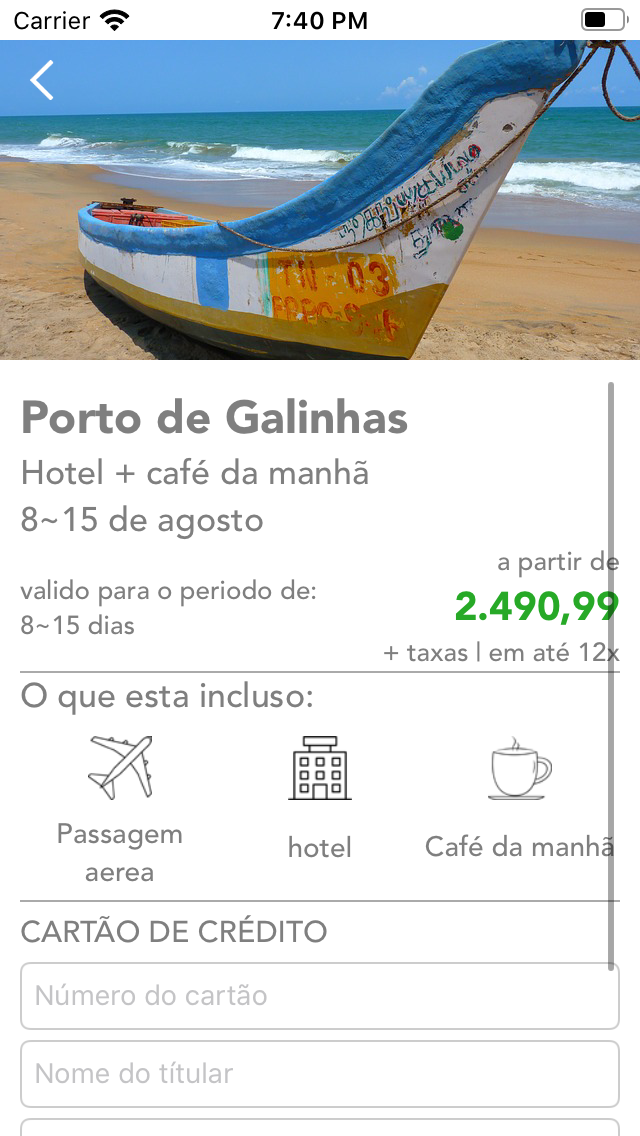 Carrier
7:40 PM
TN - 03
Porto de Galinhas
Hotel + café da manhã
8~15 de agosto
a partir de
valido para o periodo de:
2.490,99
8~15 dias
+ taxas | em até 12x
O que esta incluso:
Passagem
aerea
hotel
Café da manhã
CARTÃO DE CRÉDITO
Número do cartão
Nome do títular